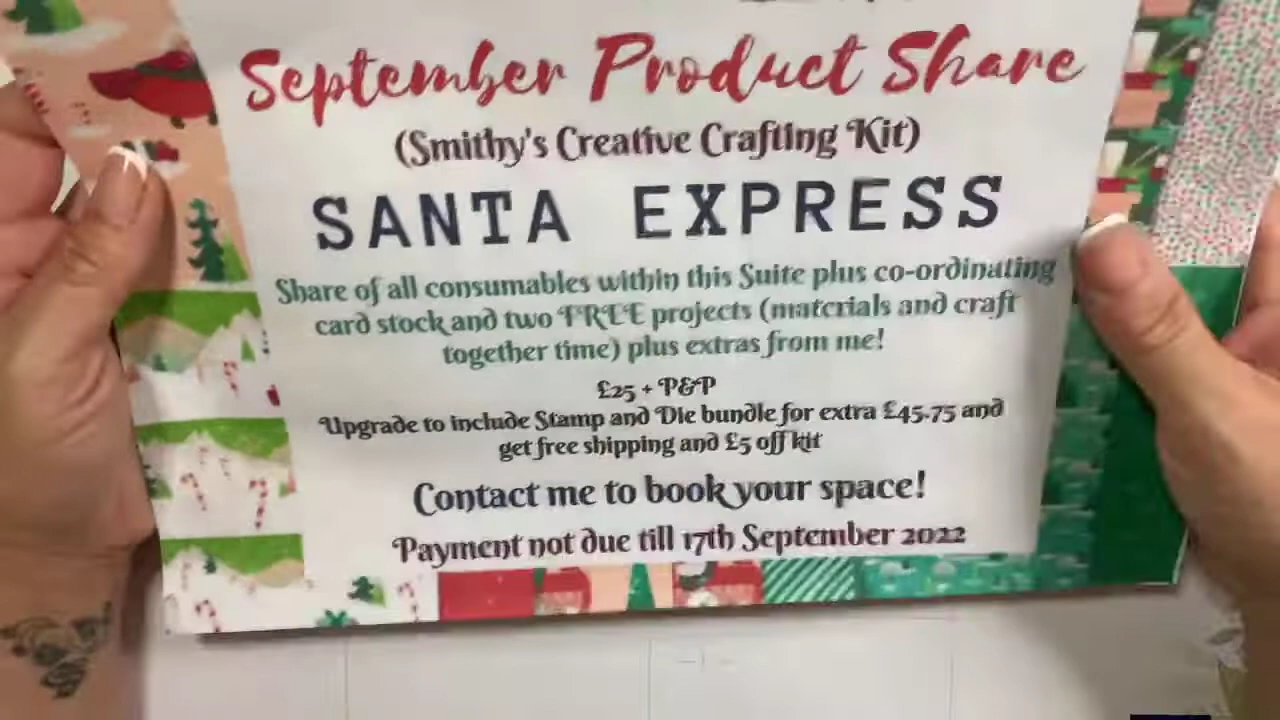 September Product Share
(Smithy's Creative Crafting Kit)
SANTA EXPRESS
Share of all consumables within this Suite plus co-ordinating
card stock and two FREE projects (materials and craft
together time) plus extras from me!
£25 + P&P
Upgrade to include Stamp and Die bundle for extra £45.75 and
get free shipping and £5 off kit
Contact me to book your space!
Payment not due till 17th September 2022